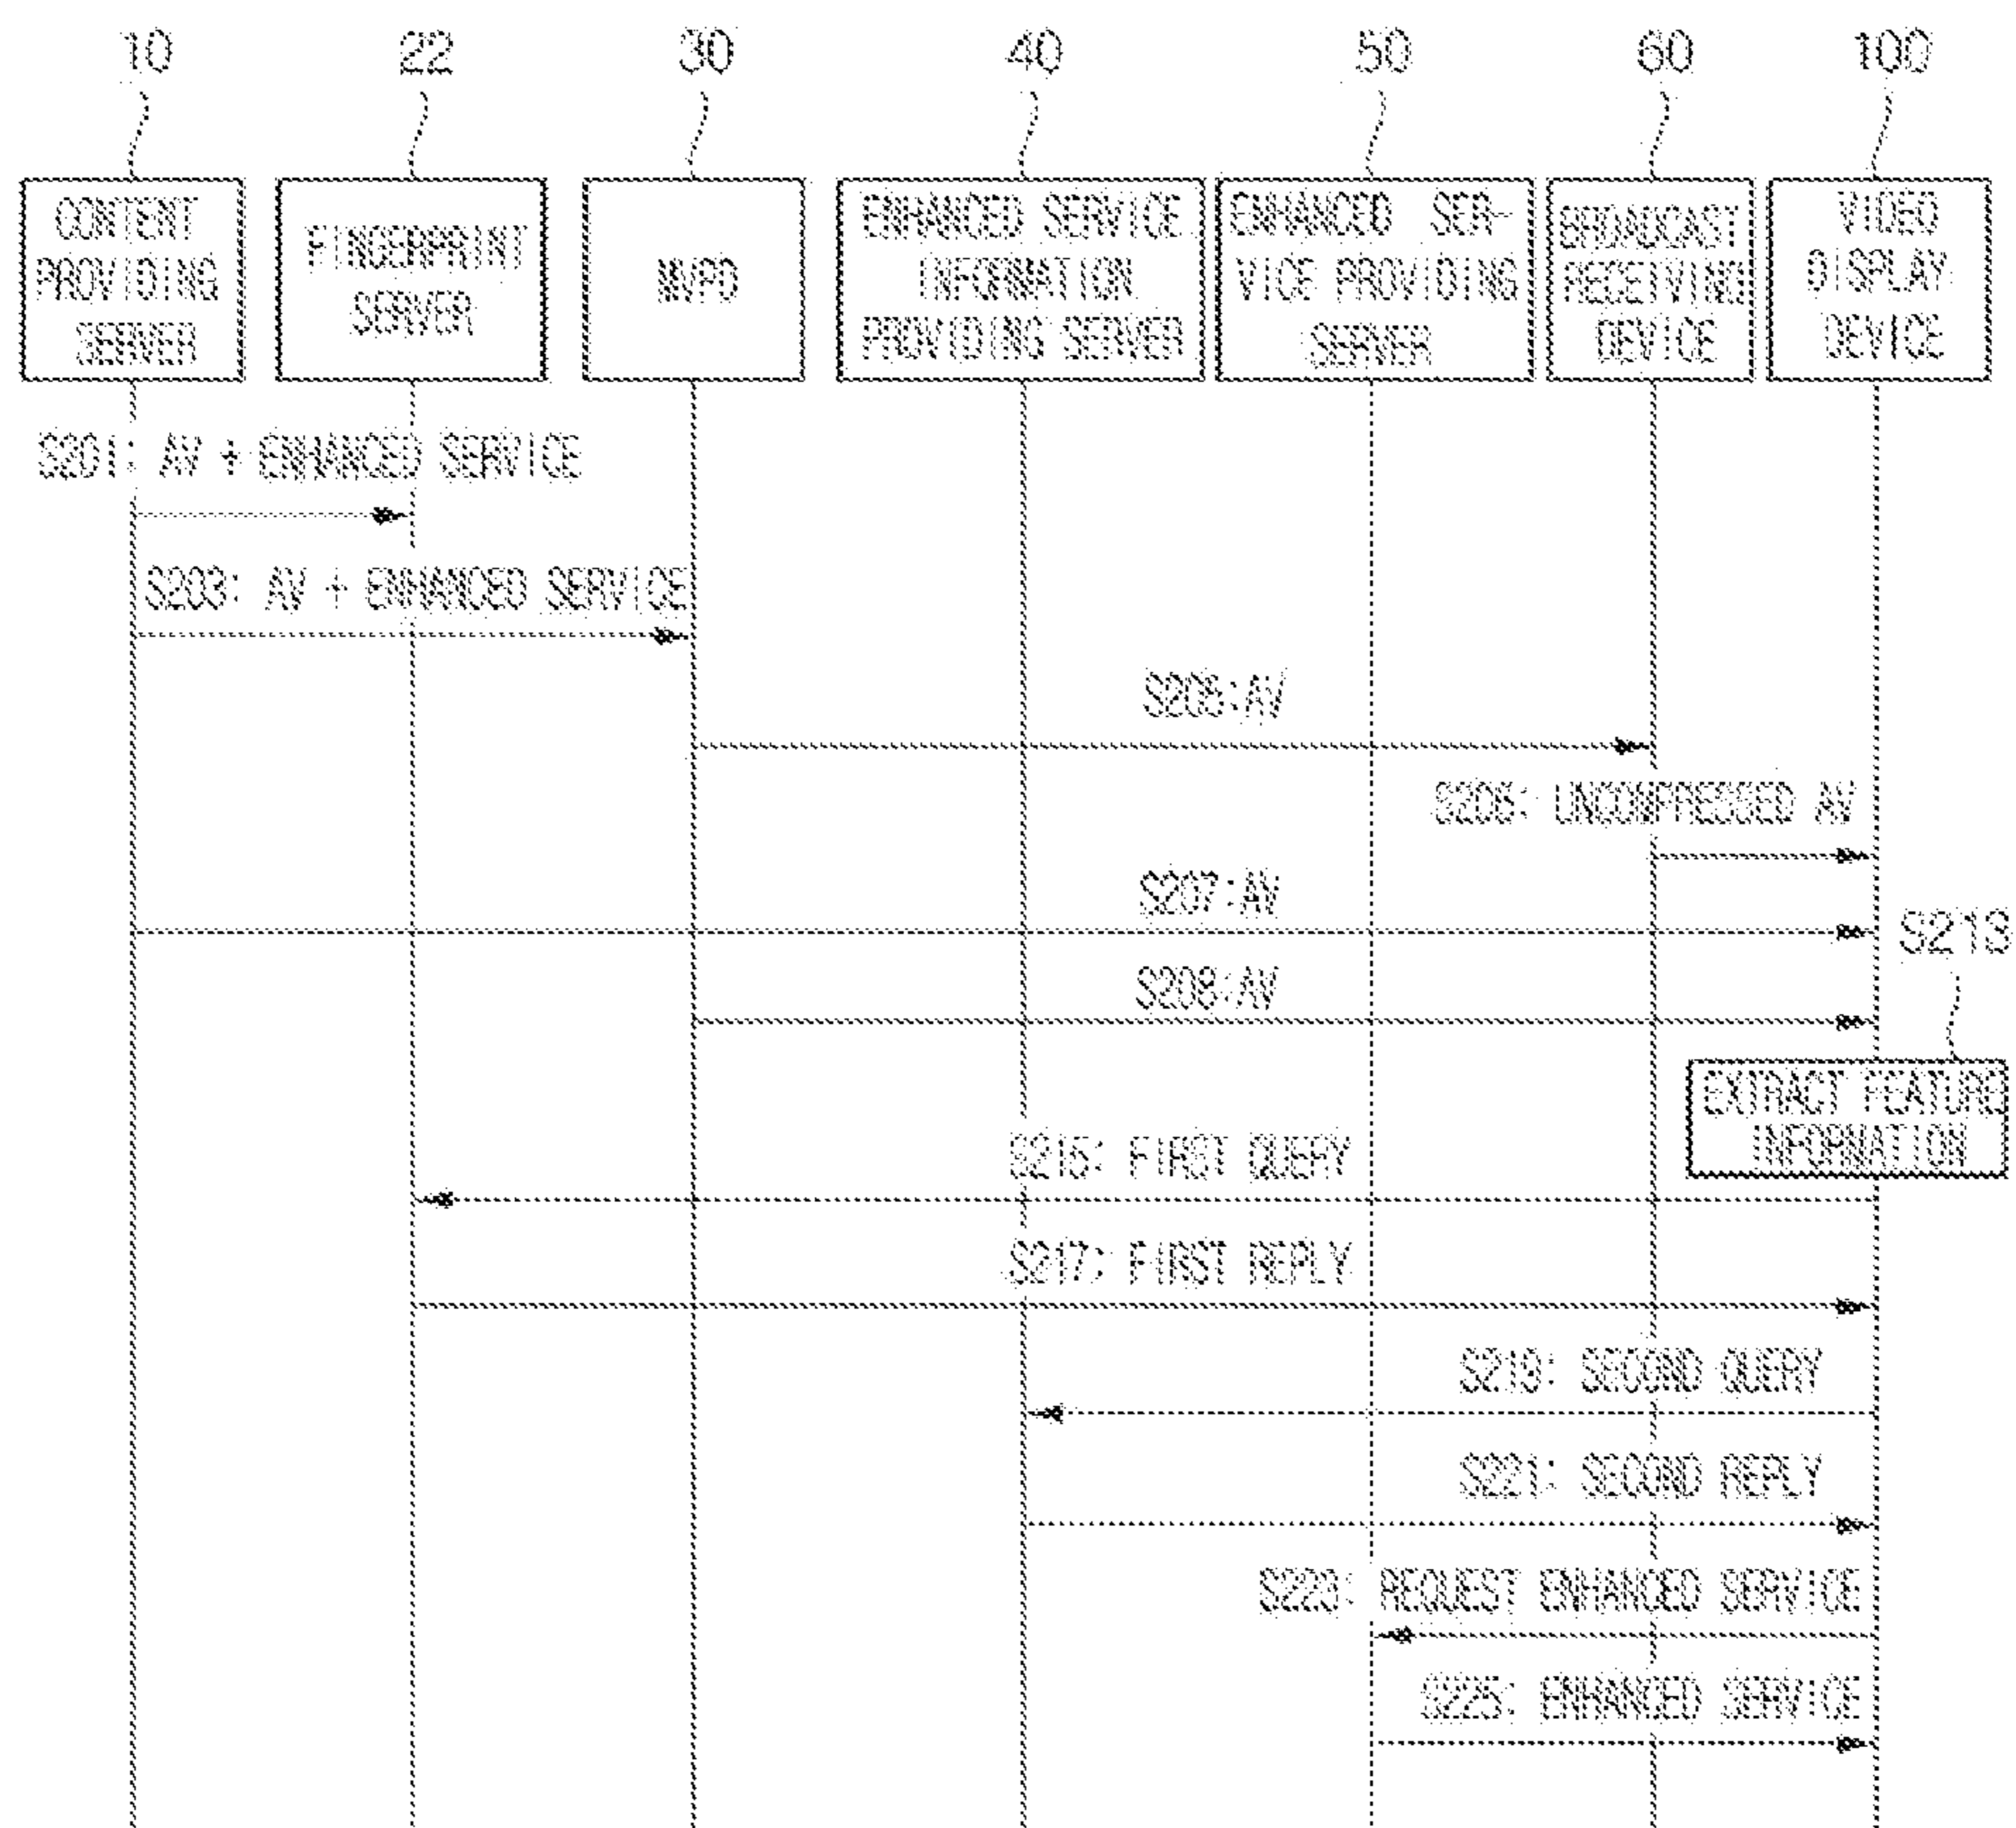 10 22 30 40 50 60 100
CONTENT
PROVIDING
SERVER
FINGERPRINT
SERVER
MVPD
ENHANCED SERVICE
INFORMATION
PROVIDING SERVER
ENHANCED SER-
VICE PROVIDING
SERVER
BROADCAST
RECEIVING
DEVICE
VIDEO
DISPLAY
DEVICE
S201: AV + ENHANCED SERVICE
S203: AV + ENHANCED SERVICE
S205:AV
S206: UNCOMPRESSED AV
S207:AV
S213
S208:AV
EXTRACT FEATURE
INFORMATION
S215: FIRST QUERY
S217: FIRST REPLY
S219: SECOND QUERY
S221: SECOND REPLY
S223: REQUEST ENHANCED SERVICE
S225: ENHANCED SERVICE